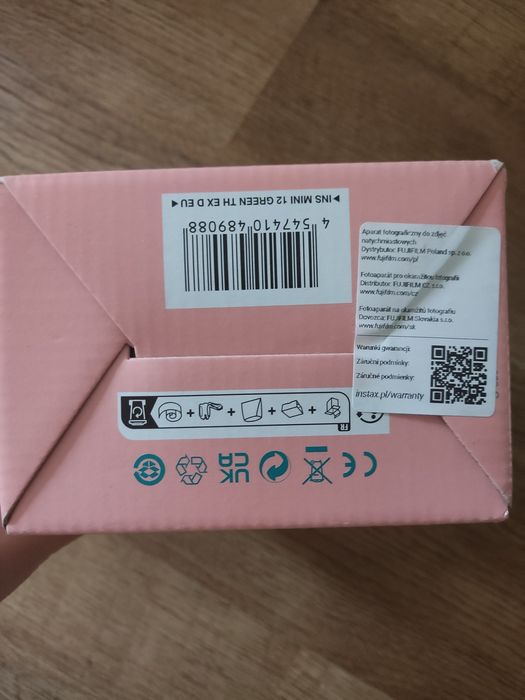 INS MINI 12 GREEN TH EX D EU
4 547410 489088
Aparat fotograficzny do zdjęć
natychmiastowych
Dystrybutor: FUJIFILM Poland sp. z o.o.
www.fujifilm.com/pl
Fotoaparát pro okamžitou fotografii
Distributor: FUJIFILM CZ, s.r.o.
www.fujifilm.com/cz
Fotoaparát na okamžitú fotografiu
Dovozca: FUJIFILM Slovakia s.r.o.
www.fujifilm.com/sk
Warunki gwarancji:
Záruční podmínky:
Záručné podmienky:
instax.pl/warranty
FR
CE
UK
CA